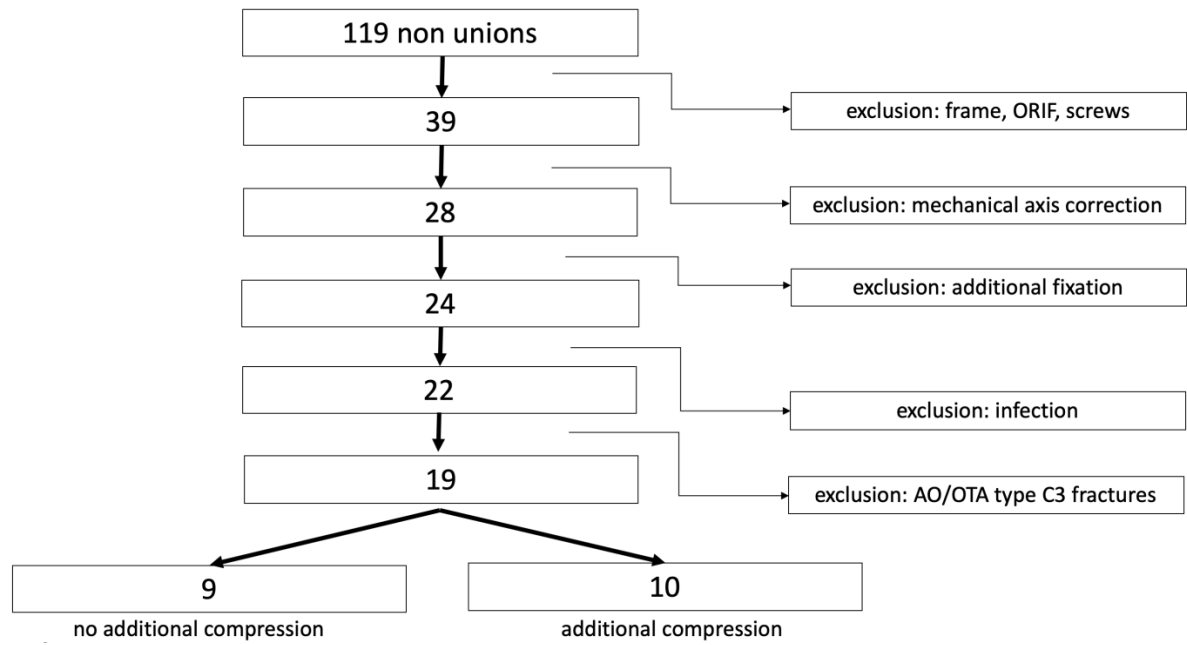 119 non unions
exclusion: frame, ORIF, screws
39
exclusion: mechanical axis correction
28
exclusion: additional fixation
24
exclusion: infection
22
exclusion: AO/OTA type C3 fractures
19
9
10
no additional compression
additional compression